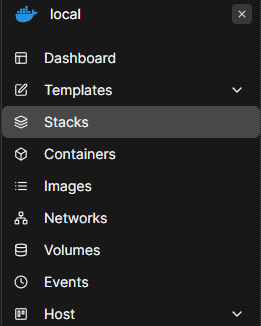 local
Dashboard
Templates
Stacks
Containers
Images
Networks
Volumes
Events
Host